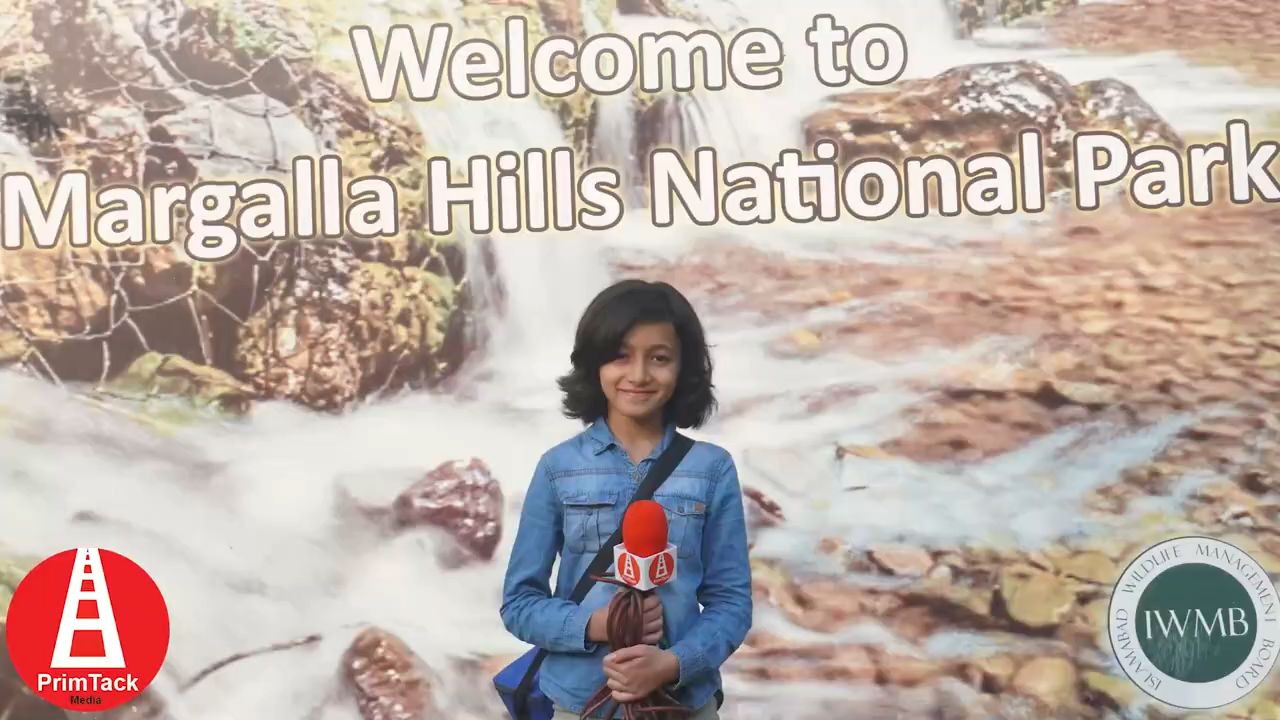 Welcome to
Margalla Hills National Park
PrimTack
Media
ISLAMABAD WILDLIFE MANAGEMENT BOARD
IWMB